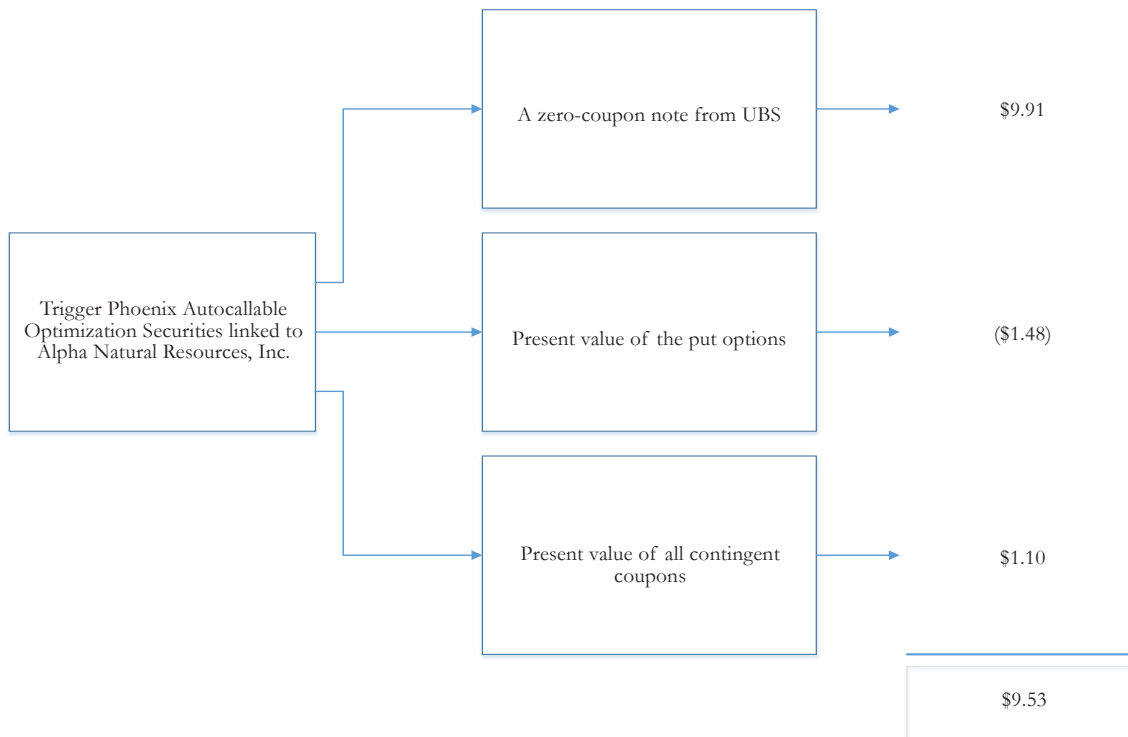 A zero-coupon note from UBS
$9.91
Trigger Phoenix Autocallable
Optimization Securities linked to
Alpha Natural Resources, Inc.
Present value of the put options
($1.48)
Present value of all contingent
coupons
$1.10
$9.53